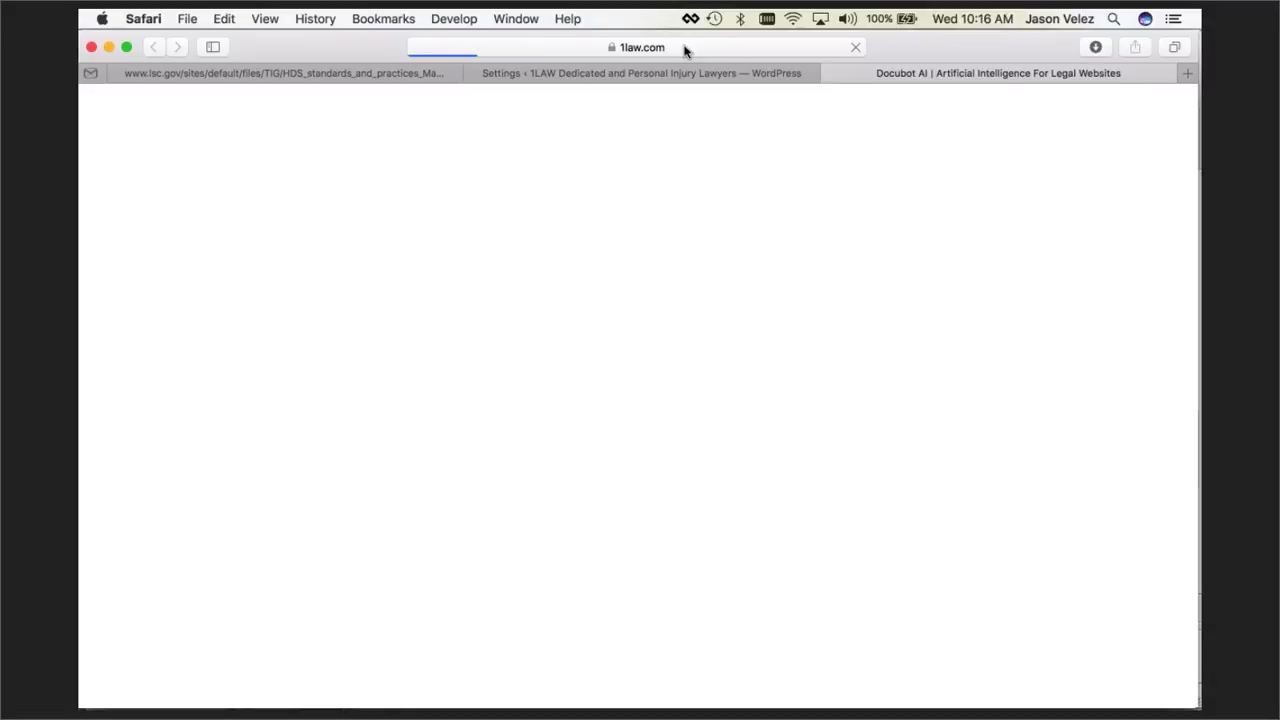 Safari File Edit View History Bookmarks Develop Window Help 100% Wed 10:16 AM Jason Velez
1law.com
www.lsc.gov/sites/default/files/TIG/HDS_standards_and_practices_Ma... Settings ‹ 1LAW Dedicated and Personal Injury Lawyers — WordPress Docubot AI | Artificial Intelligence For Legal Websites